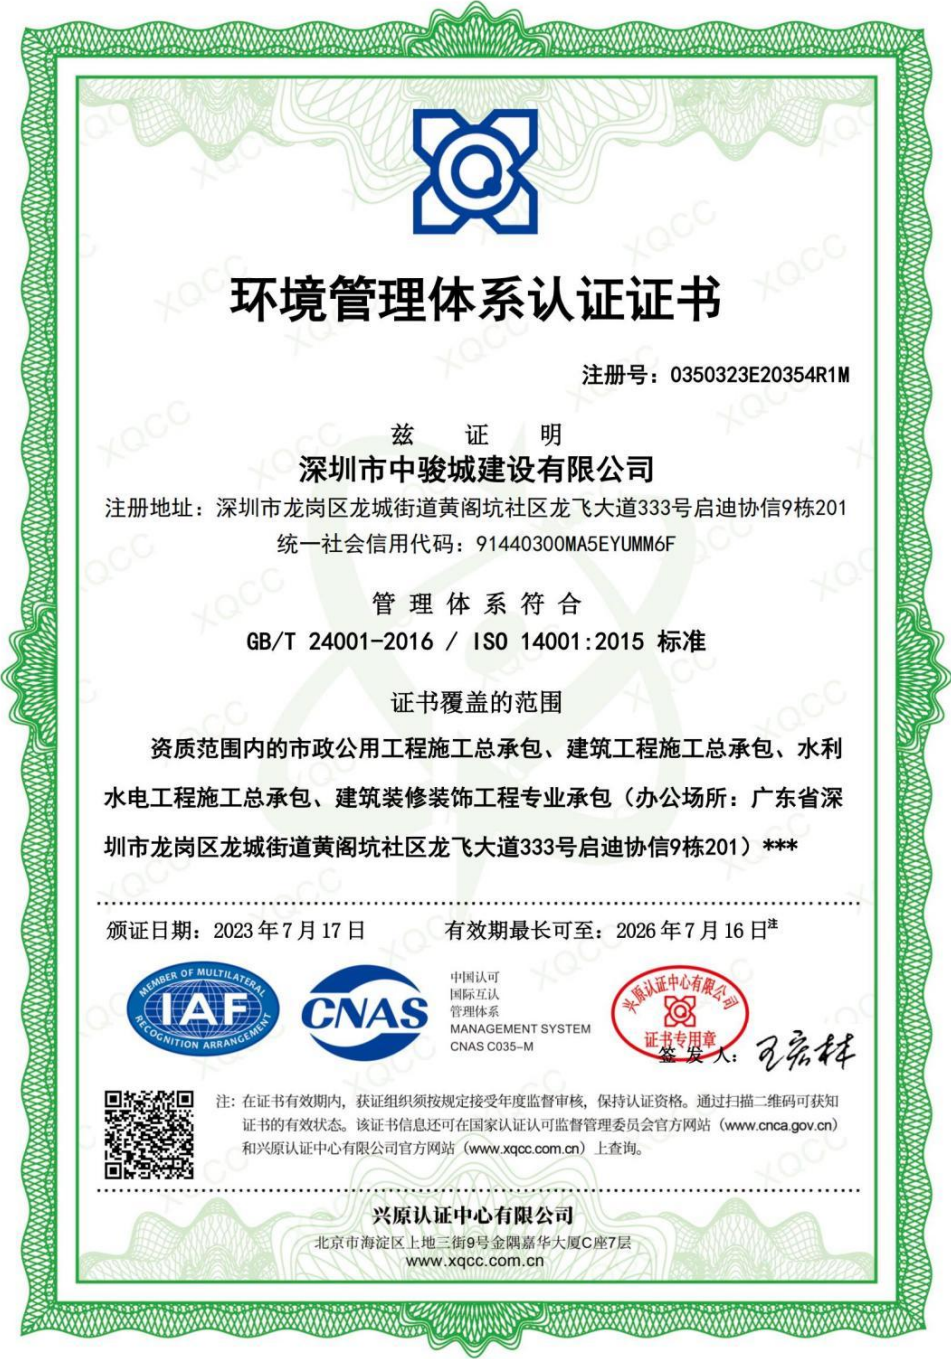 环境管理体系认证证书
注册号：0350323E20354R1M
兹 证 明
深圳市中骏城建设有限公司
注册地址：深圳市龙岗区龙城街道黄阁坑社区龙飞大道333号启迪协信9栋201
统一社会信用代码：91440300MA5EYUMM6F
管 理 体 系 符 合
GB/T 24001-2016 / ISO 14001:2015 标准
证书覆盖的范围
资质范围内的市政公用工程施工总承包、建筑工程施工总承包、水利
水电工程施工总承包、建筑装修装饰工程专业承包（办公场所：广东省深
圳市龙岗区龙城街道黄阁坑社区龙飞大道333号启迪协信9栋201）***
颁证日期：2023 年 7 月 17 日 有效期最长可至：2026 年 7 月 16 日注
MEMBER OF MULTILATERAL
IAF
RECOGNITION ARRANGEMENT
CNAS
中国认可
国际互认
管理体系
MANAGEMENT SYSTEM
CNAS C035-M
兴原认证中心有限公司
证书专用章
签 发 人：
注：在证书有效期内，获证组织须按规定接受年度监督审核，保持认证资格。通过扫描二维码可获知
证书的有效状态。该证书信息还可在国家认证认可监督管理委员会官方网站（www.cnca.gov.cn）
和兴原认证中心有限公司官方网站（www.xqcc.com.cn）上查询。
兴原认证中心有限公司
北京市海淀区上地三街9号金隅嘉华大厦C座7层
www.xqcc.com.cn